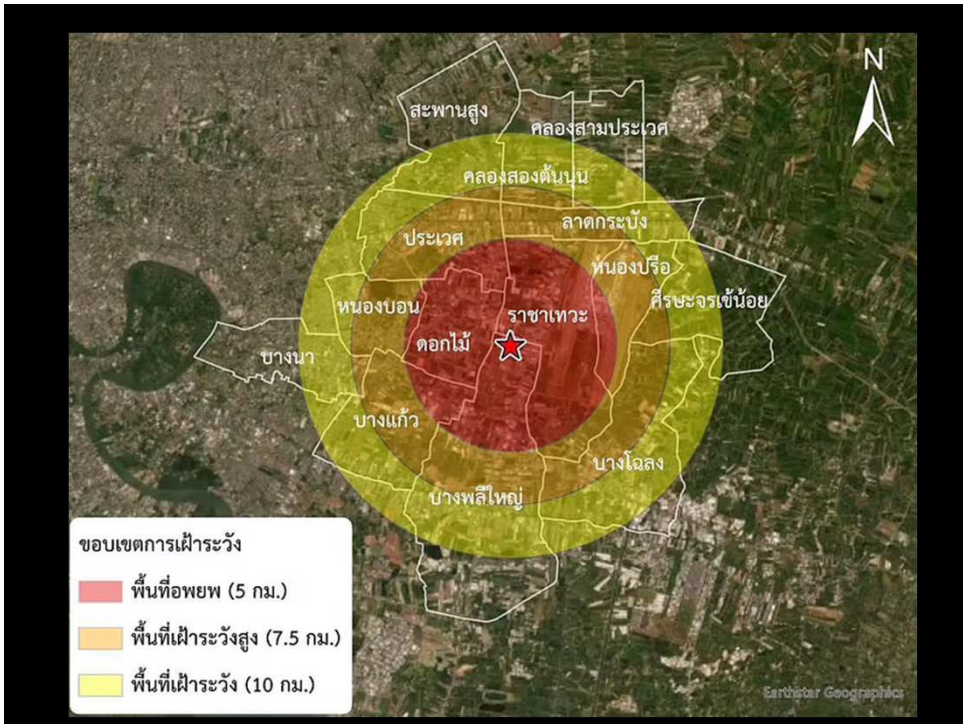 N
สะพานสูง
คลองสามประเวศ
คลองสองต้นนุ่น
ลาดกระบัง
ประเวศ
หนองปรือ
ศีรษะจรเข้น้อย
หนองบอน
ราชาเทวะ
ดอกไม้
บางนา
บางแก้ว
บางโฉลง
บางพลีใหญ่
ขอบเขตการเฝ้าระวัง
พื้นที่อพยพ (5 กม.)
พื้นที่เฝ้าระวังสูง (7.5 กม.)
พื้นที่เฝ้าระวัง (10 กม.)
Earthstar Geographics